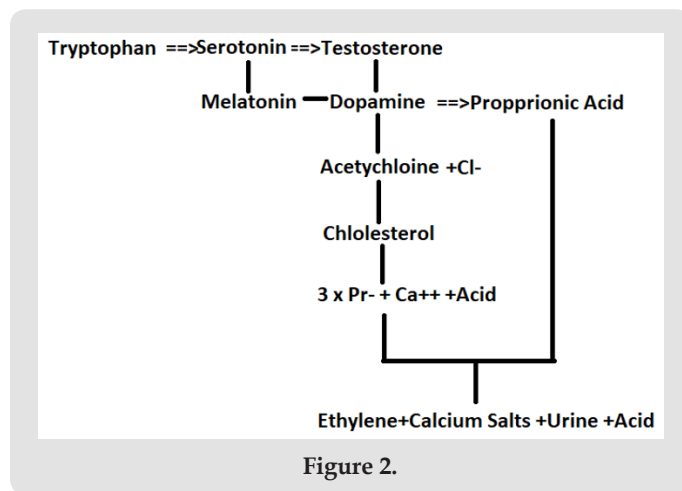 Tryptophan ==>Serotonin ==>Testosterone
Melatonin Dopamine ==>Propprionic Acid
Acetychloine +Cl-
Chlolesterol
3 x Pr- + Ca++ +Acid
Ethylene+Calcium Salts +Urine +Acid
Figure 2.